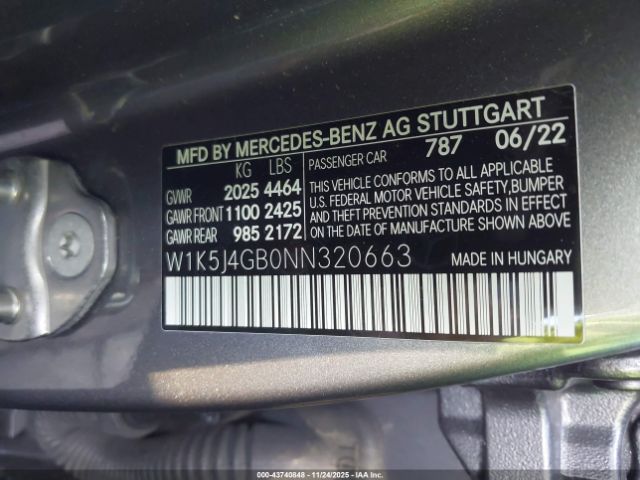 MFD BY MERCEDES-BENZ AG STUTTGART
KG LBS PASSENGER CAR 787 06/22
GVWR 2025 4464
GAWR FRONT 1100 2425
GAWR REAR 985 2172
THIS VEHICLE CONFORMS TO ALL APPLICABLE
U.S. FEDERAL MOTOR VEHICLE SAFETY, BUMPER
AND THEFT PREVENTION STANDARDS IN EFFECT
ON THE DATE OF MANUFACTURE SHOWN ABOVE.
W1K5J4GB0NN320663 MADE IN HUNGARY
000-43740848 - 11/24/2025 - IAA Inc. Copyright